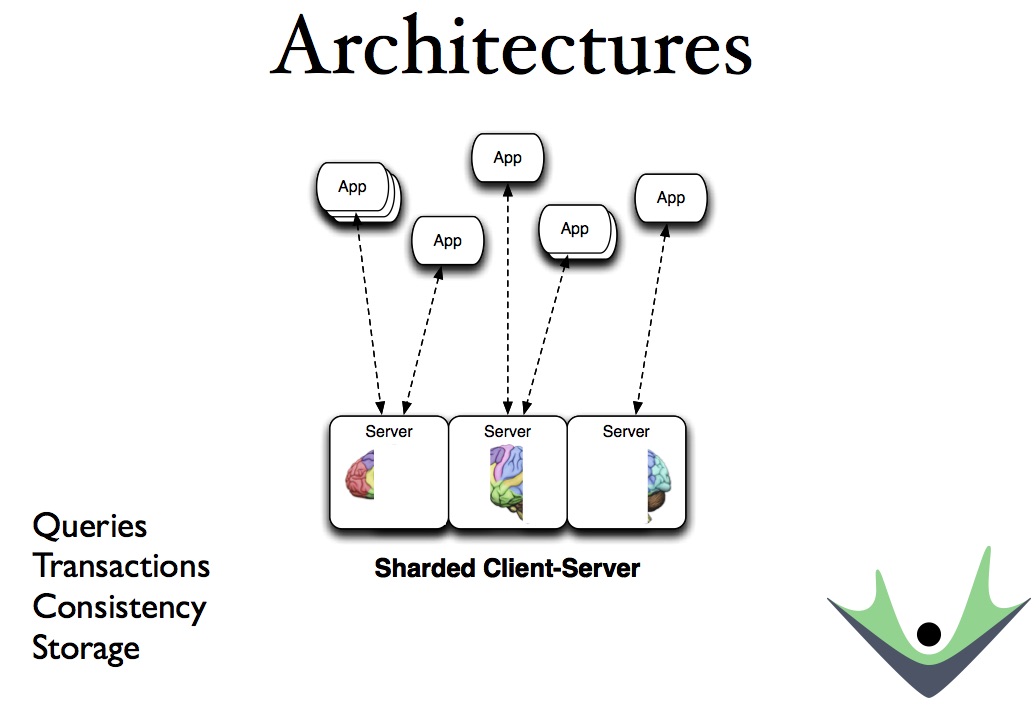 Architectures
App
App
App
App
App
Server
Server
Server
Sharded Client-Server
Queries
Transactions
Consistency
Storage